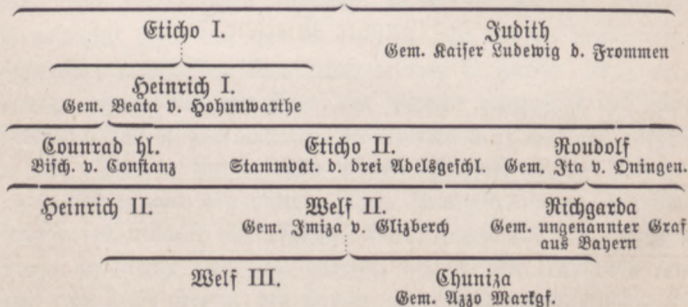 Eticho I. Judith
Gem. Kaiser Ludewig d. Frommen
Heinrich I.
Gem. Beata v. Hohunwarthe
Counrad hl. Eticho II. Roudolf
Bisch. v. Constanz Stammvat. d. drei Adelsgeschl. Gem. Ita v. Oningen.
Heinrich II. Welf II. Richgarda
Gem. Imiza v. Glizberch Gem. ungenannter Graf
aus Bayern
Welf III. Chuniza
Gem. Azzo Markgf.